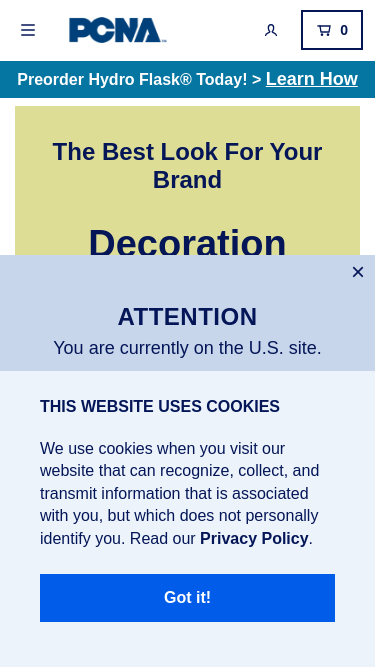 PCNA
0
Preorder Hydro Flask® Today! > Learn How
The Best Look For Your
Brand
Decoration
ATTENTION
You are currently on the U.S. site.
THIS WEBSITE USES COOKIES
We use cookies when you visit our
website that can recognize, collect, and
transmit information that is associated
with you, but which does not personally
identify you. Read our Privacy Policy.
Got it!